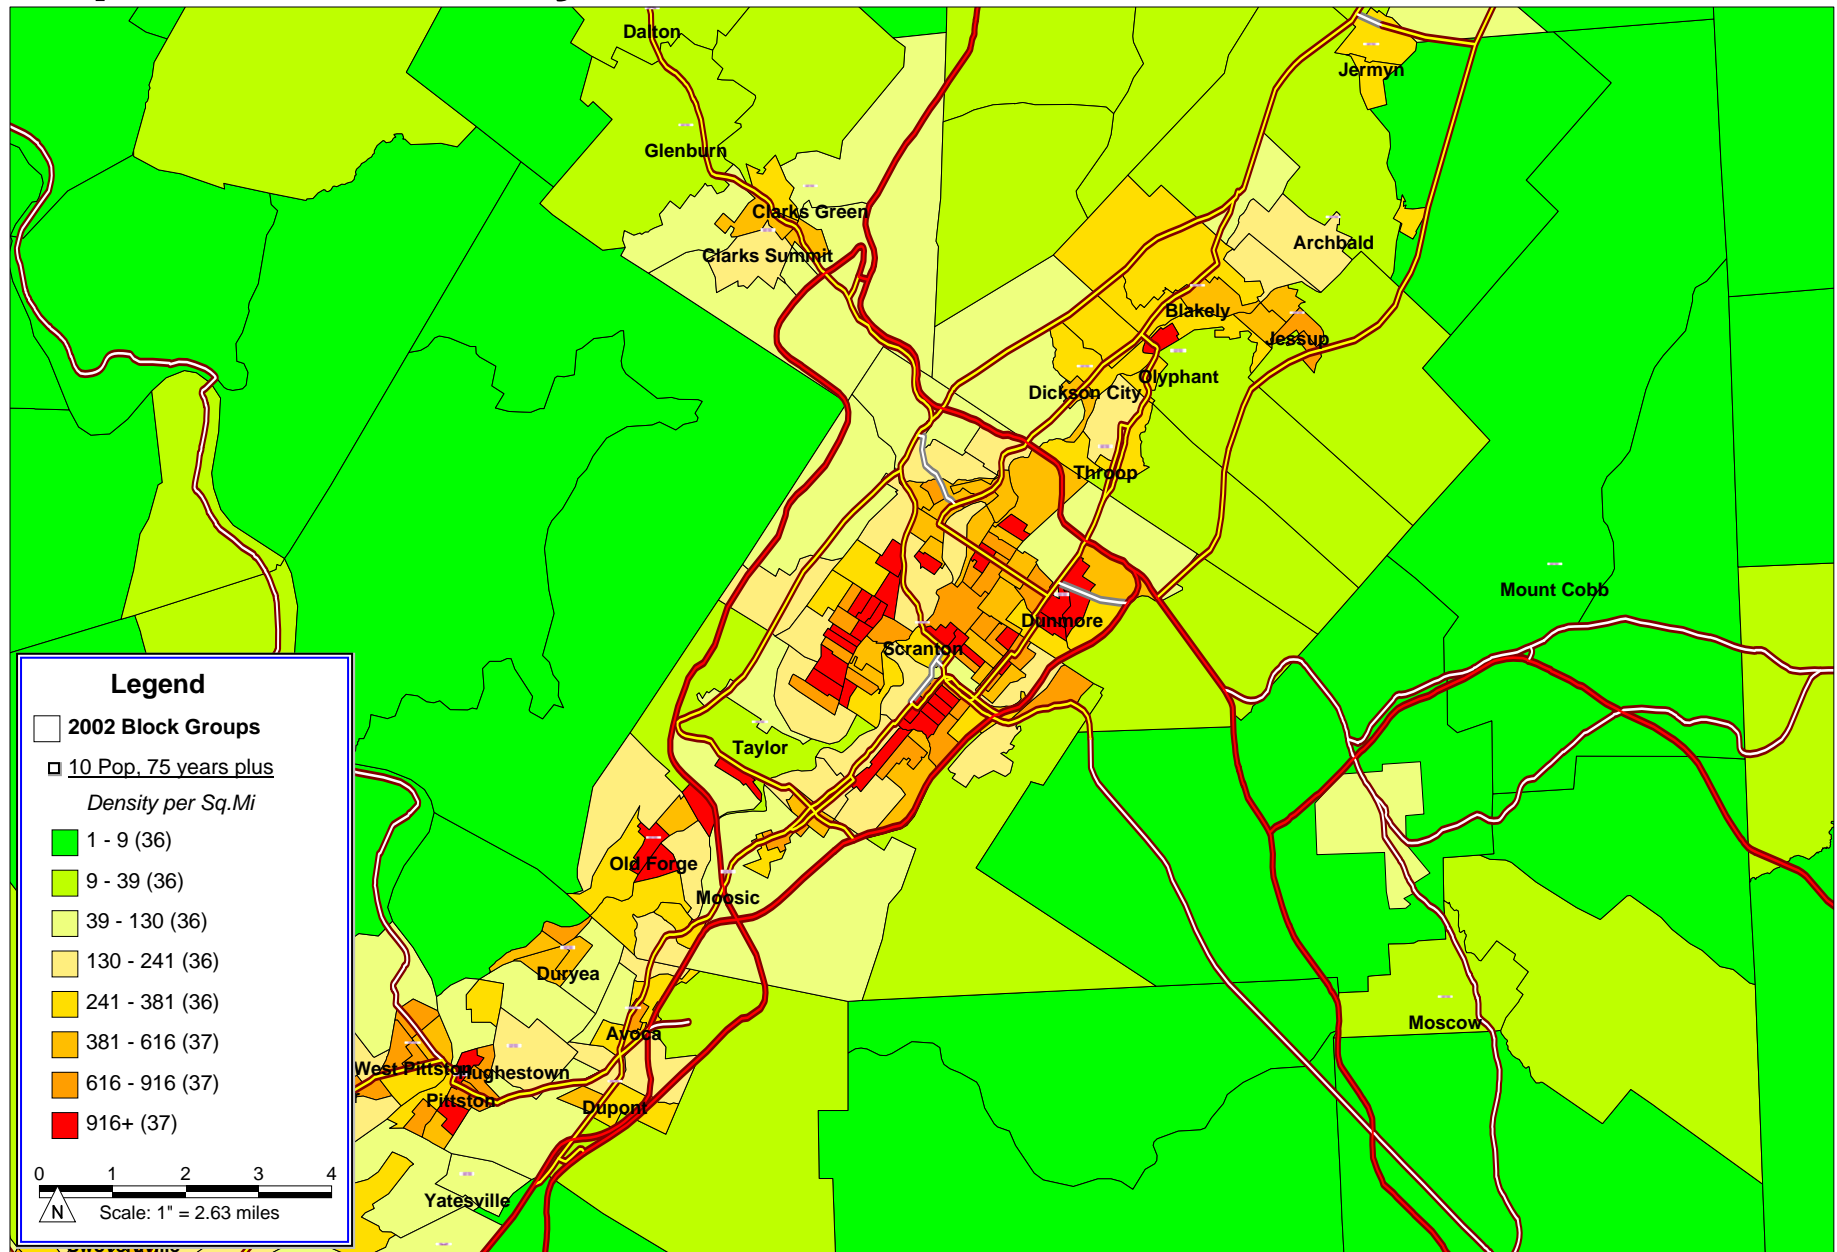 Dalton
Jermyn
Glenburn
Clarks Green
Archbald
Clarks Summit
Blakely
Jessup
Olyphant
Dickson City
Throop
Mount Cobb
Dunmore
Scranton
Taylor
Old Forge
Moosic
Duryea
Moscow
Avoca
West Pittston
Hughestown
Pittston
Dupont
Yatesville
Legend
2002 Block Groups
10 Pop, 75 years plus
Density per Sq.Mi
1 - 9 (36)
9 - 39 (36)
39 - 130 (36)
130 - 241 (36)
241 - 381 (36)
381 - 616 (37)
616 - 916 (37)
916+ (37)
0 1 2 3 4
N
Scale: 1" = 2.63 miles